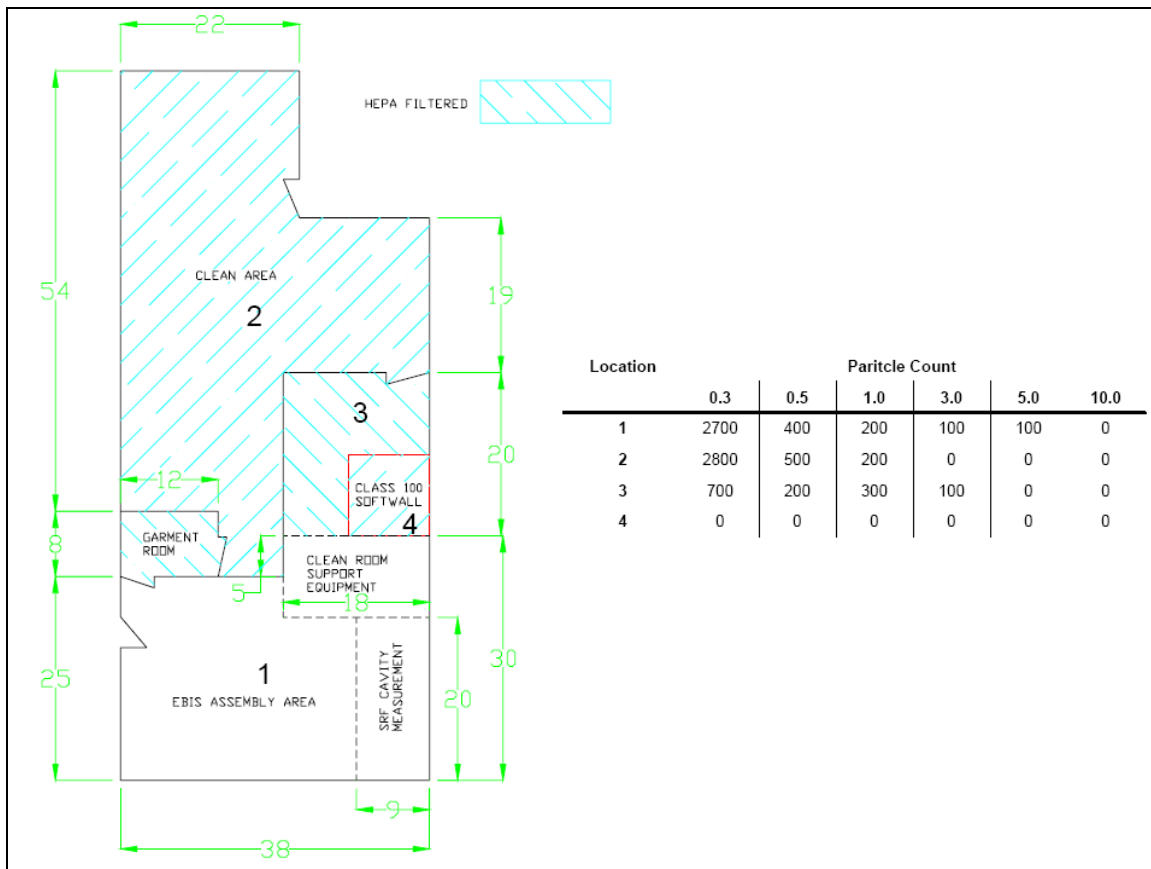 22
HEPA FILTERED
54
CLEAN AREA
2
19
3
20
12
CLASS 100
SOFTWALL
4
8
GARMENT
ROOM
CLEAN ROOM
SUPPORT
EQUIPMENT
5
18
1
EBIS ASSEMBLY AREA
SRF CAVITY
MEASUREMENT
25
20
30
9
38
Location Paritcle Count
0.3 0.5 1.0 3.0 5.0 10.0
1 2700 400 200 100 100 0
2 2800 500 200 0 0 0
3 700 200 300 100 0 0
4 0 0 0 0 0 0